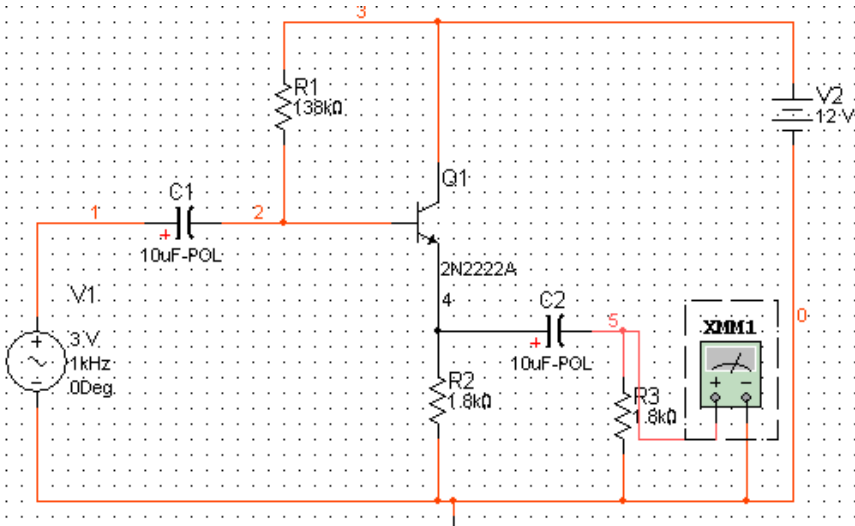 3
R1
138kΩ
V2
12 V
Q1
C1
1
2
+
10uF-POL
2N2222A
V1
4
C2
5
0
XMM1
+
3 V
1kHz
0Deg
+
10uF-POL
R2
1.8kΩ
R3
1.8kΩ
+ −